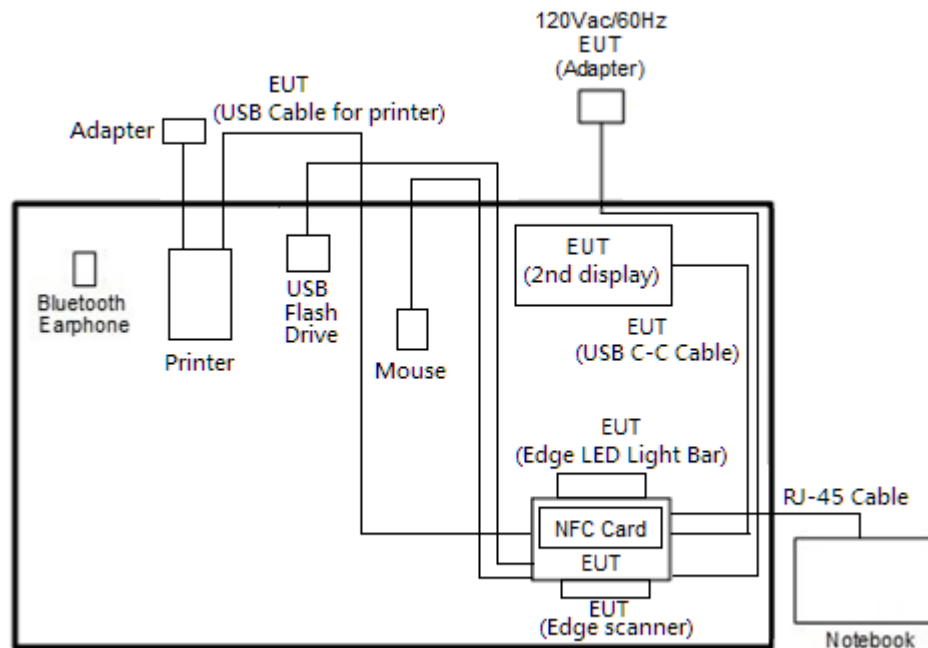 120Vac/60Hz
EUT
(Adapter)
EUT
(USB Cable for printer)
Adapter
Bluetooth
Earphone
Printer
USB
Flash
Drive
Mouse
EUT
(2nd display)
EUT
(USB C-C Cable)
EUT
(Edge LED Light Bar)
RJ-45 Cable
NFC Card
EUT
EUT
(Edge scanner)
Notebook